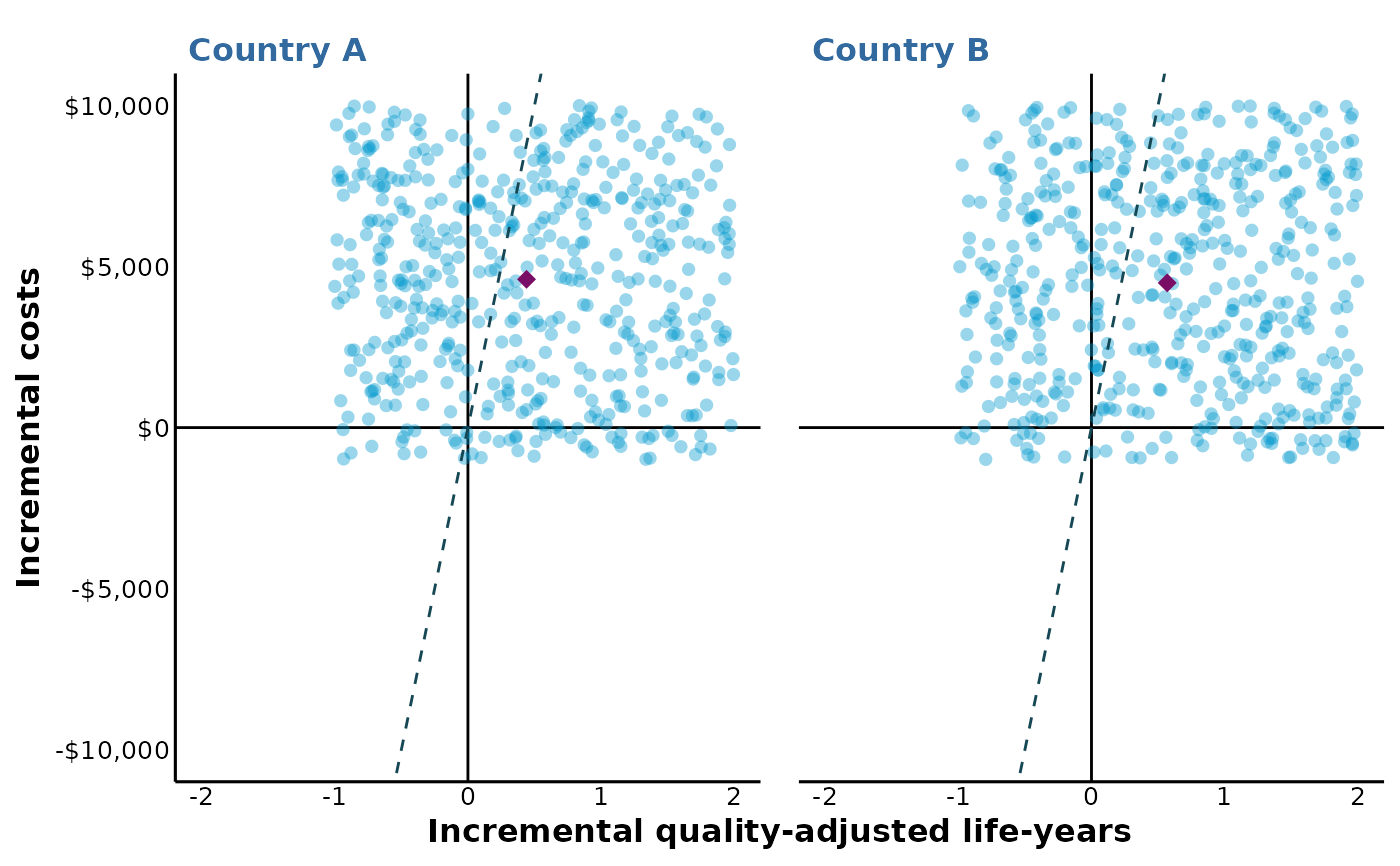 Country A
Country B
$10,000
$5,000
$0
-$5,000
-$10,000
Incremental costs
-2 -1 0 1 2
-2 -1 0 1 2
Incremental quality-adjusted life-years